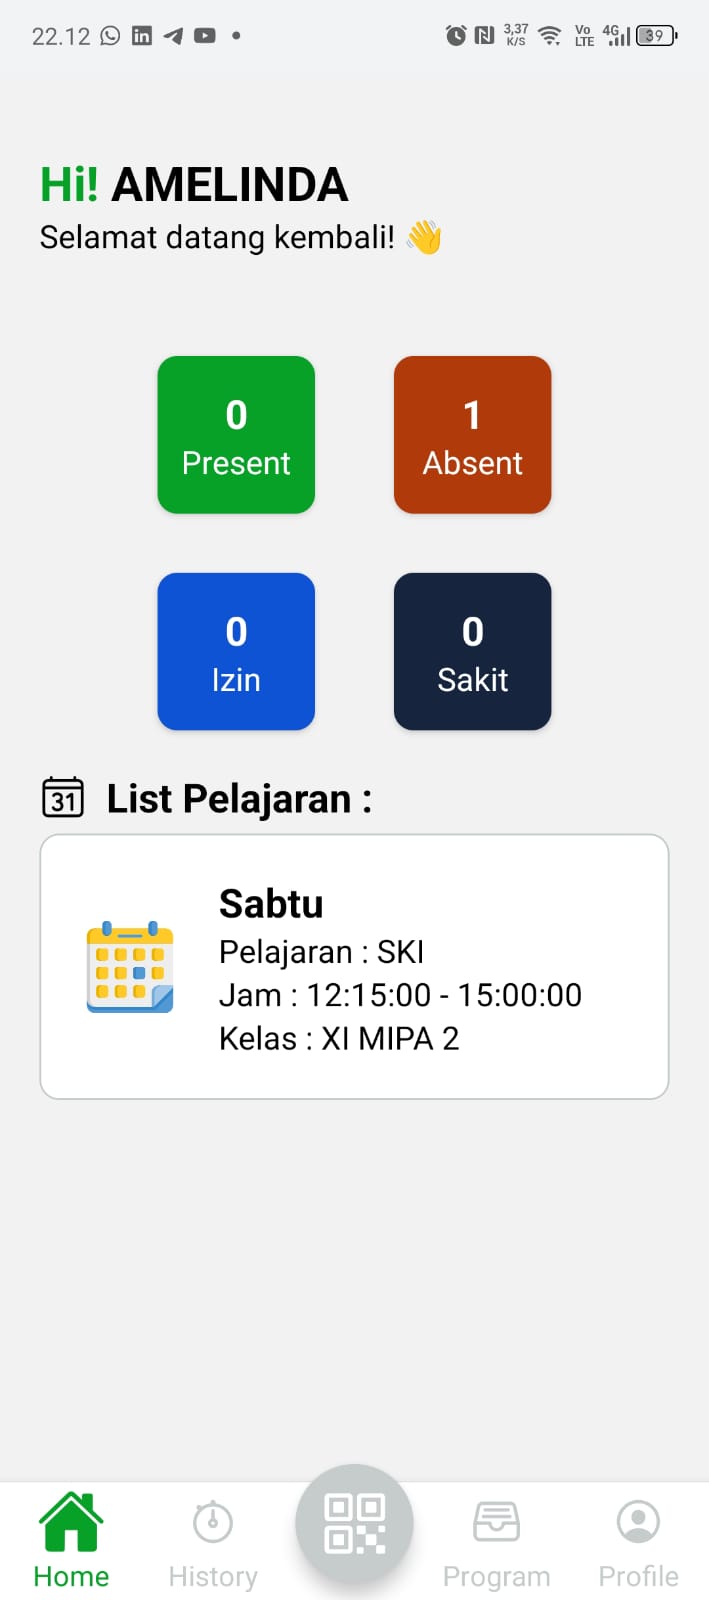 22.12
3,37 K/S
Vo LTE
4G
39
Hi! AMELINDA
Selamat datang kembali! 👋
0
Present
1
Absent
0
Izin
0
Sakit
31 List Pelajaran :
Sabtu
Pelajaran : SKI
Jam : 12:15:00 - 15:00:00
Kelas : XI MIPA 2
Home
History
Program
Profile